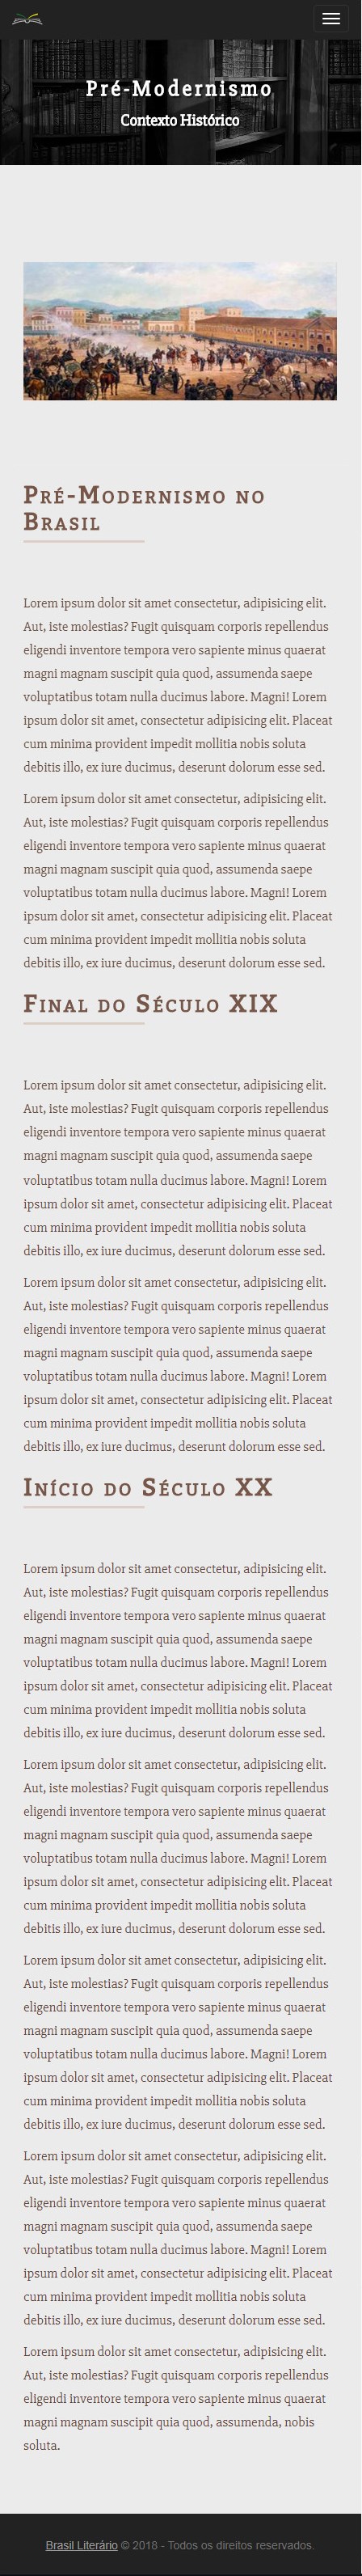 Pré-Modernismo
Contexto Histórico
Pré-Modernismo no
Brasil
Lorem ipsum dolor sit amet consectetur, adipisicing elit.
Aut, iste molestias? Fugit quisquam corporis repellendus
eligendi inventore tempora vero sapiente minus quaerat
magni magnam suscipit quia quod, assumenda saepe
voluptatibus totam nulla ducimus labore. Magni! Lorem
ipsum dolor sit amet, consectetur adipisicing elit. Placeat
cum minima provident impedit mollitia nobis soluta
debitis illo, ex iure ducimus, deserunt dolorum esse sed.
Lorem ipsum dolor sit amet consectetur, adipisicing elit.
Aut, iste molestias? Fugit quisquam corporis repellendus
eligendi inventore tempora vero sapiente minus quaerat
magni magnam suscipit quia quod, assumenda saepe
voluptatibus totam nulla ducimus labore. Magni! Lorem
ipsum dolor sit amet, consectetur adipisicing elit. Placeat
cum minima provident impedit mollitia nobis soluta
debitis illo, ex iure ducimus, deserunt dolorum esse sed.
Final do Século XIX
Lorem ipsum dolor sit amet consectetur, adipisicing elit.
Aut, iste molestias? Fugit quisquam corporis repellendus
eligendi inventore tempora vero sapiente minus quaerat
magni magnam suscipit quia quod, assumenda saepe
voluptatibus totam nulla ducimus labore. Magni! Lorem
ipsum dolor sit amet, consectetur adipisicing elit. Placeat
cum minima provident impedit mollitia nobis soluta
debitis illo, ex iure ducimus, deserunt dolorum esse sed.
Lorem ipsum dolor sit amet consectetur, adipisicing elit.
Aut, iste molestias? Fugit quisquam corporis repellendus
eligendi inventore tempora vero sapiente minus quaerat
magni magnam suscipit quia quod, assumenda saepe
voluptatibus totam nulla ducimus labore. Magni! Lorem
ipsum dolor sit amet, consectetur adipisicing elit. Placeat
cum minima provident impedit mollitia nobis soluta
debitis illo, ex iure ducimus, deserunt dolorum esse sed.
Início do Século XX
Lorem ipsum dolor sit amet consectetur, adipisicing elit.
Aut, iste molestias? Fugit quisquam corporis repellendus
eligendi inventore tempora vero sapiente minus quaerat
magni magnam suscipit quia quod, assumenda saepe
voluptatibus totam nulla ducimus labore. Magni! Lorem
ipsum dolor sit amet, consectetur adipisicing elit. Placeat
cum minima provident impedit mollitia nobis soluta
debitis illo, ex iure ducimus, deserunt dolorum esse sed.
Lorem ipsum dolor sit amet consectetur, adipisicing elit.
Aut, iste molestias? Fugit quisquam corporis repellendus
eligendi inventore tempora vero sapiente minus quaerat
magni magnam suscipit quia quod, assumenda saepe
voluptatibus totam nulla ducimus labore. Magni! Lorem
ipsum dolor sit amet, consectetur adipisicing elit. Placeat
cum minima provident impedit mollitia nobis soluta
debitis illo, ex iure ducimus, deserunt dolorum esse sed.
Lorem ipsum dolor sit amet consectetur, adipisicing elit.
Aut, iste molestias? Fugit quisquam corporis repellendus
eligendi inventore tempora vero sapiente minus quaerat
magni magnam suscipit quia quod, assumenda saepe
voluptatibus totam nulla ducimus labore. Magni! Lorem
ipsum dolor sit amet, consectetur adipisicing elit. Placeat
cum minima provident impedit mollitia nobis soluta
debitis illo, ex iure ducimus, deserunt dolorum esse sed.
Lorem ipsum dolor sit amet consectetur, adipisicing elit.
Aut, iste molestias? Fugit quisquam corporis repellendus
eligendi inventore tempora vero sapiente minus quaerat
magni magnam suscipit quia quod, assumenda saepe
voluptatibus totam nulla ducimus labore. Magni! Lorem
ipsum dolor sit amet, consectetur adipisicing elit. Placeat
cum minima provident impedit mollitia nobis soluta
debitis illo, ex iure ducimus, deserunt dolorum esse sed.
Lorem ipsum dolor sit amet consectetur, adipisicing elit.
Aut, iste molestias? Fugit quisquam corporis repellendus
eligendi inventore tempora vero sapiente minus quaerat
magni magnam suscipit quia quod, assumenda, nobis
soluta.
Brasil Literário © 2018 - Todos os direitos reservados.